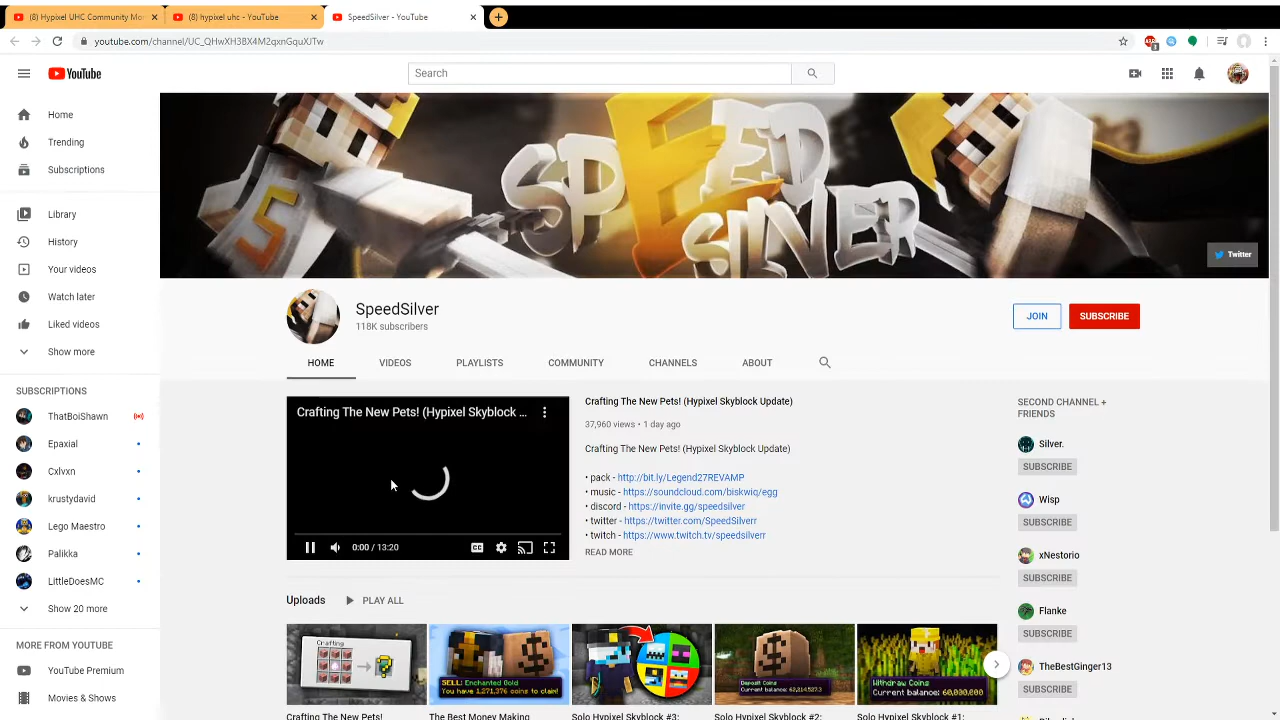 (8) Hypixel UHC Community Mo
(8) hypixel uhc - YouTube
SpeedSilver - YouTube
youtube.com/channel/UC_QHwXH3BX4M2qxnGquXJTw
YouTube
Search
Home
Trending
Subscriptions
Library
History
Your videos
Watch later
Liked videos
Show more
SUBSCRIPTIONS
ThatBoiShawn
Epaxial
Cxlvxn
krustydavid
Lego Maestro
Palikka
LittleDoesMC
Show 20 more
MORE FROM YOUTUBE
YouTube Premium
Movies & Shows
SPEED
SILVER
S
Twitter
SpeedSilver
118K subscribers
JOIN
SUBSCRIBE
HOME
VIDEOS
PLAYLISTS
COMMUNITY
CHANNELS
ABOUT
Crafting The New Pets! (Hypixel Skyblock ...
0:00 / 13:20
CC
Crafting The New Pets! (Hypixel Skyblock Update)
37,960 views • 1 day ago
Crafting The New Pets! (Hypixel Skyblock Update)
• pack - http://bit.ly/Legend27REVAMP
• music - https://soundcloud.com/biskwiq/egg
• discord - https://invite.gg/speedsilver
• twitter - https://twitter.com/SpeedSilverr
• twitch - https://www.twitch.tv/speedsilverr
READ MORE
SECOND CHANNEL +
FRIENDS
Silver.
SUBSCRIBE
Wisp
SUBSCRIBE
xNestorio
SUBSCRIBE
Flanke
SUBSCRIBE
TheBestGinger13
SUBSCRIBE
Uploads
PLAY ALL
Crafting
SELL: Enchanted Gold
You have 1,271,376 coins to claim!
Deposit Coins
Current balance: 62,214,527.3
Withdraw Coins
Current balance: 60,000,000
Crafting The New Pets!
The Best Money Making
Solo Hypixel Skyblock #3:
Solo Hypixel Skyblock #2:
Solo Hypixel Skyblock #1: